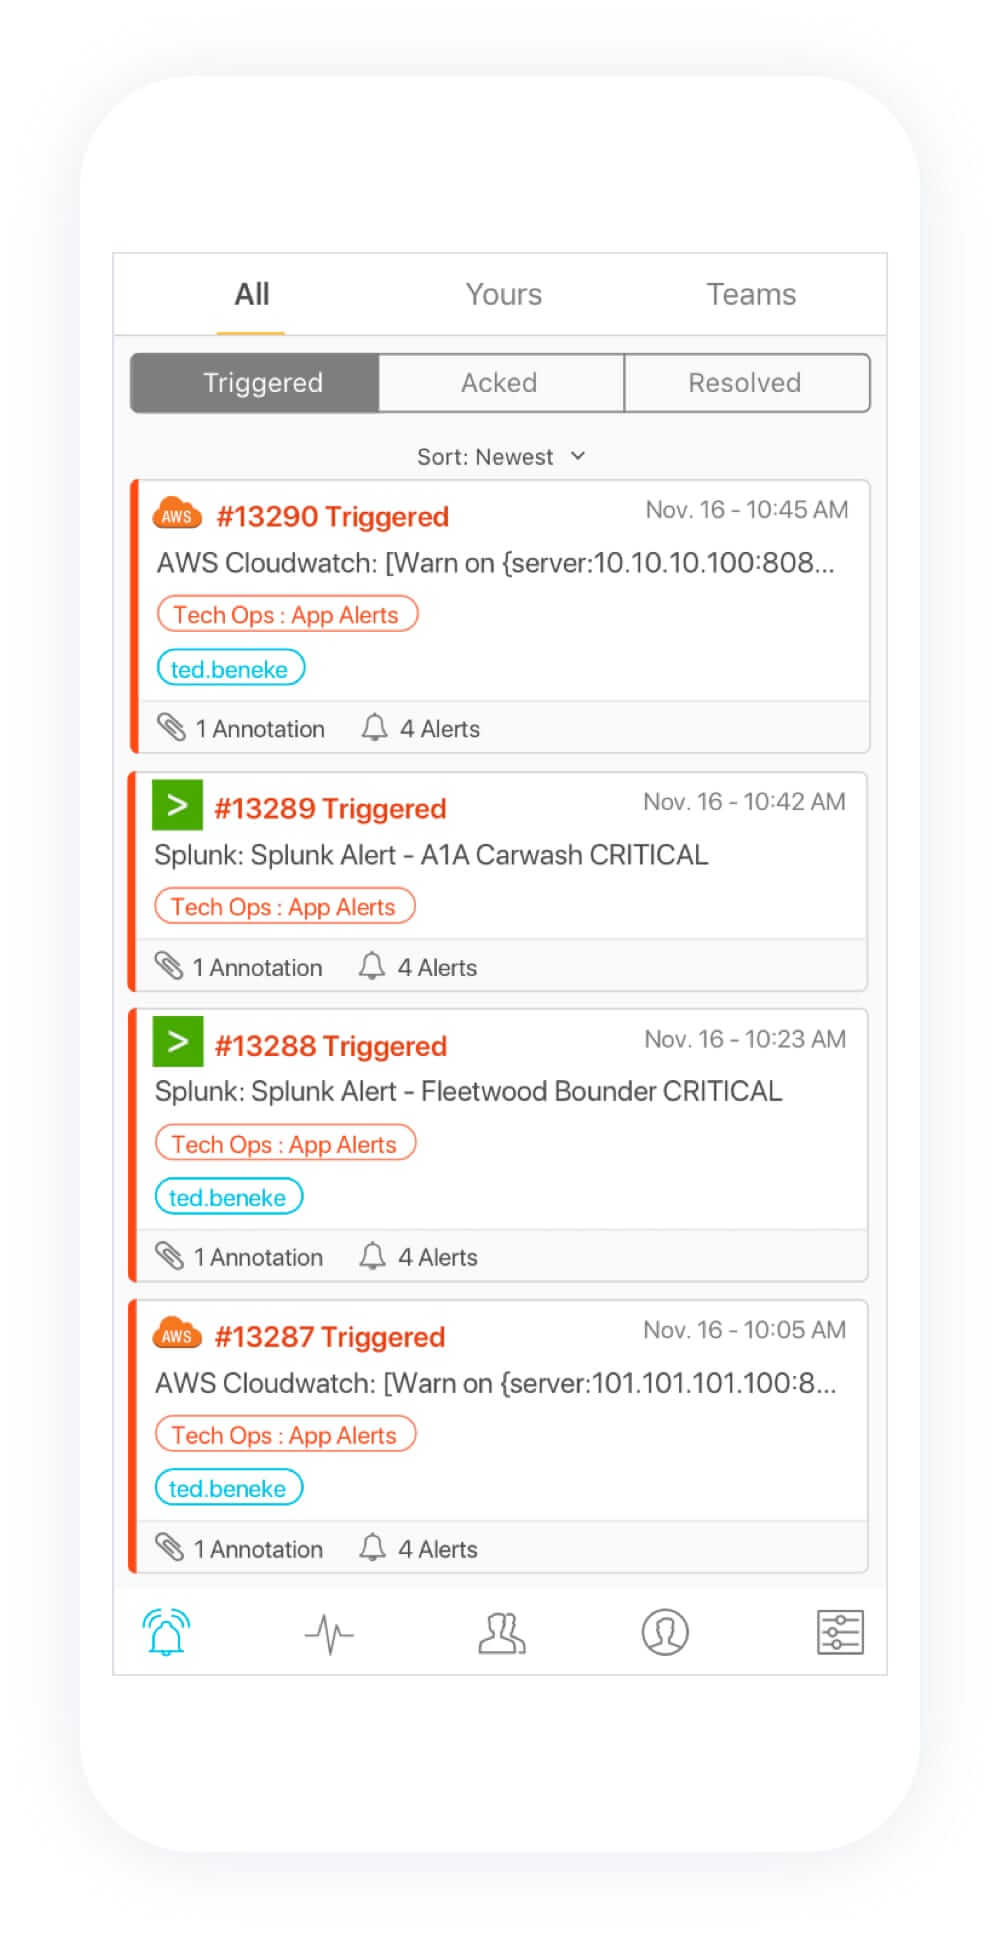 All Yours Teams
Triggered Acked Resolved
Sort: Newest
AWS #13290 Triggered Nov. 16 - 10:45 AM
AWS Cloudwatch: [Warn on {server:10.10.10.100:808...
Tech Ops : App Alerts
ted.beneke
1 Annotation 4 Alerts
> #13289 Triggered Nov. 16 - 10:42 AM
Splunk: Splunk Alert - A1A Carwash CRITICAL
Tech Ops : App Alerts
1 Annotation 4 Alerts
> #13288 Triggered Nov. 16 - 10:23 AM
Splunk: Splunk Alert - Fleetwood Bounder CRITICAL
Tech Ops : App Alerts
ted.beneke
1 Annotation 4 Alerts
AWS #13287 Triggered Nov. 16 - 10:05 AM
AWS Cloudwatch: [Warn on {server:101.101.101.100:8...
Tech Ops : App Alerts
ted.beneke
1 Annotation 4 Alerts